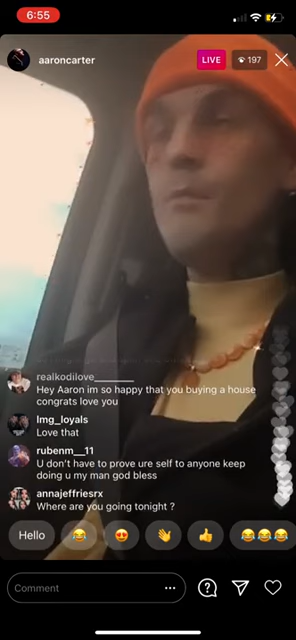 6:55
aaroncarter
LIVE
197
realkodilove________
Hey Aaron im so happy that you buying a house
congrats love you
lmg_loyals
Love that
rubenm__11
U don't have to prove ure self to anyone keep
doing u my man god bless
annajeffriesrx
Where are you going tonight ?
Hello
Comment